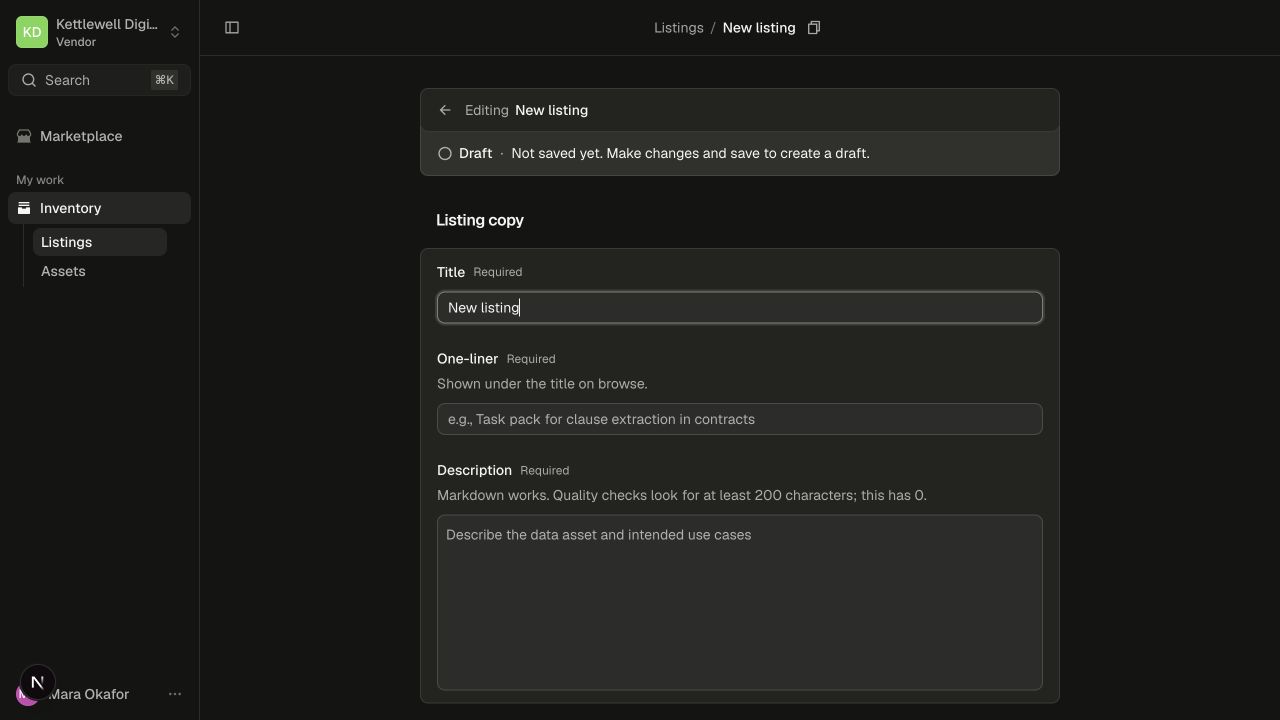 KD
Kettlewell Digi...
Vendor
Search
⌘K
Marketplace
My work
Inventory
Listings
Assets
N
Mara Okafor
Listings / New listing
Editing New listing
Draft · Not saved yet. Make changes and save to create a draft.
Listing copy
Title Required
New listing
One-liner Required
Shown under the title on browse.
e.g., Task pack for clause extraction in contracts
Description Required
Markdown works. Quality checks look for at least 200 characters; this has 0.
Describe the data asset and intended use cases